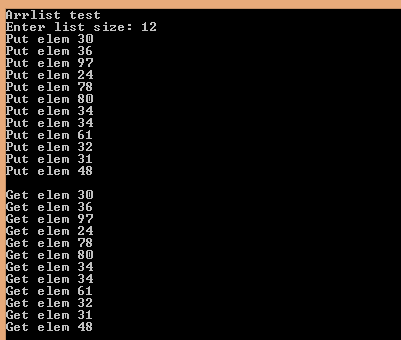 Arrlist test
Enter list size: 12
Put elem 30
Put elem 36
Put elem 97
Put elem 24
Put elem 78
Put elem 80
Put elem 34
Put elem 34
Put elem 61
Put elem 32
Put elem 31
Put elem 48

Get elem 30
Get elem 36
Get elem 97
Get elem 24
Get elem 78
Get elem 80
Get elem 34
Get elem 34
Get elem 61
Get elem 32
Get elem 31
Get elem 48